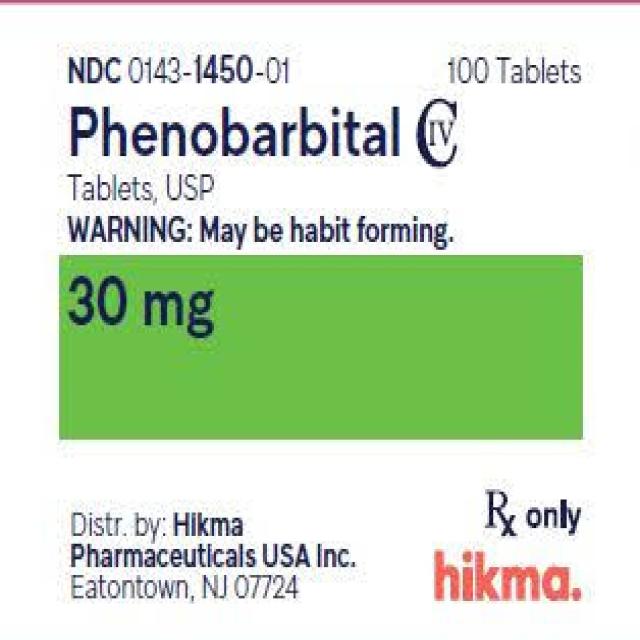 NDC 0143-1450-01 100 Tablets
Phenobarbital CIV
Tablets, USP
WARNING: May be habit forming.
30 mg
Distr. by: Hikma
Pharmaceuticals USA Inc.
Eatontown, NJ 07724
Rx only
hikma.